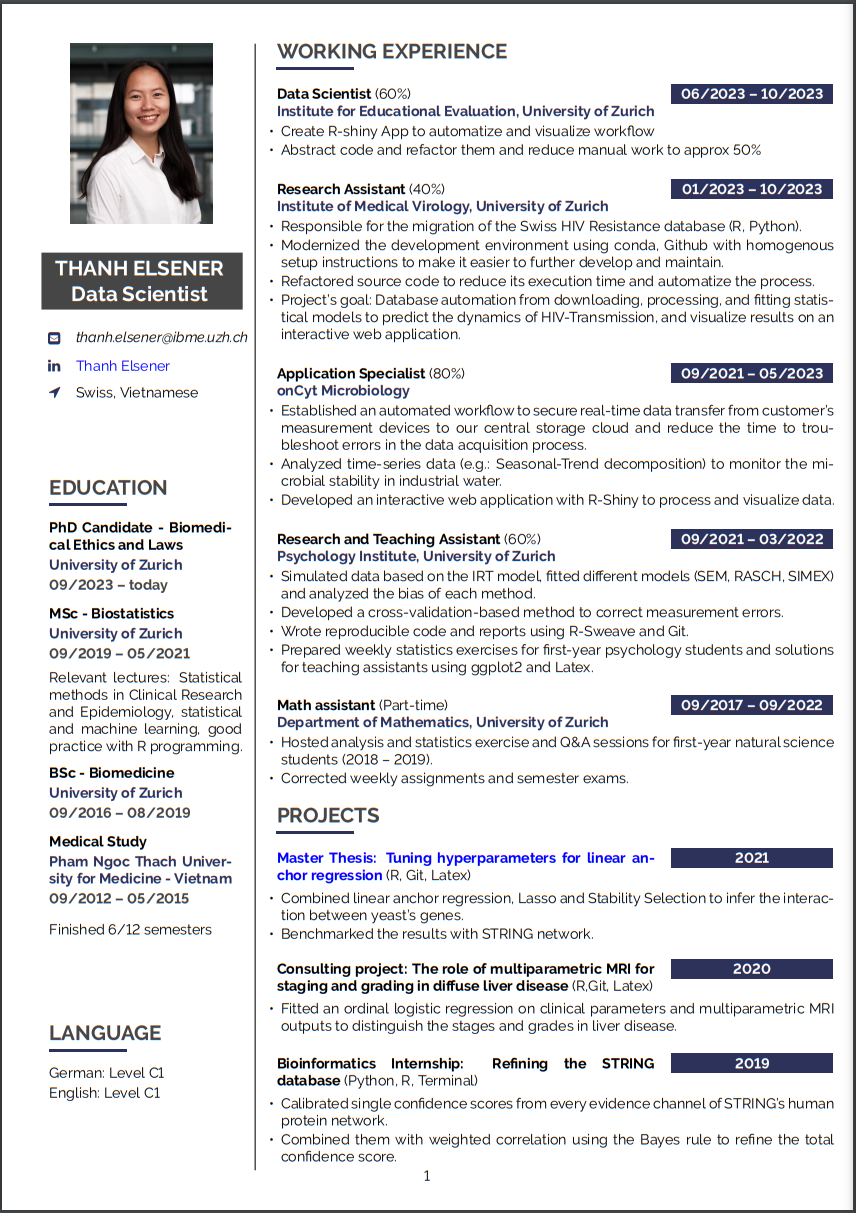 THANH ELSENER
Data Scientist
thanh.elsener@ibme.uzh.ch
Thanh Elsener
Swiss, Vietnamese
EDUCATION
PhD Candidate - Biomedi-
cal Ethics and Laws
University of Zurich
09/2023 – today
MSc - Biostatistics
University of Zurich
09/2019 – 05/2021
Relevant lectures: Statistical
methods in Clinical Research
and Epidemiology, statistical
and machine learning, good
practice with R programming.
BSc - Biomedicine
University of Zurich
09/2016 – 08/2019
Medical Study
Pham Ngoc Thach Univer-
sity for Medicine - Vietnam
09/2012 – 05/2015
Finished 6/12 semesters
LANGUAGE
German: Level C1
English: Level C1
WORKING EXPERIENCE
Data Scientist (60%) 06/2023 – 10/2023
Institute for Educational Evaluation, University of Zurich
• Create R-shiny App to automatize and visualize workflow
• Abstract code and refactor them and reduce manual work to approx 50%
Research Assistant (40%) 01/2023 – 10/2023
Institute of Medical Virology, University of Zurich
• Responsible for the migration of the Swiss HIV Resistance database (R, Python).
• Modernized the development environment using conda, Github with homogenous
setup instructions to make it easier to further develop and maintain.
• Refactored source code to reduce its execution time and automatize the process.
• Project's goal: Database automation from downloading, processing, and fitting statis-
tical models to predict the dynamics of HIV-Transmission, and visualize results on an
interactive web application.
Application Specialist (80%) 09/2021 – 05/2023
onCyt Microbiology
• Established an automated workflow to secure real-time data transfer from customer's
measurement devices to our central storage cloud and reduce the time to trou-
bleshoot errors in the data acquisition process.
• Analyzed time-series data (e.g.: Seasonal-Trend decomposition) to monitor the mi-
crobial stability in industrial water.
• Developed an interactive web application with R-Shiny to process and visualize data.
Research and Teaching Assistant (60%) 09/2021 – 03/2022
Psychology Institute, University of Zurich
• Simulated data based on the IRT model, fitted different models (SEM, RASCH, SIMEX)
and analyzed the bias of each method.
• Developed a cross-validation-based method to correct measurement errors.
• Wrote reproducible code and reports using R-Sweave and Git.
• Prepared weekly statistics exercises for first-year psychology students and solutions
for teaching assistants using ggplot2 and Latex.
Math assistant (Part-time) 09/2017 – 09/2022
Department of Mathematics, University of Zurich
• Hosted analysis and statistics exercise and Q&A sessions for first-year natural science
students (2018 – 2019).
• Corrected weekly assignments and semester exams.
PROJECTS
Master Thesis: Tuning hyperparameters for linear an- 2021
chor regression (R, Git, Latex)
• Combined linear anchor regression, Lasso and Stability Selection to infer the interac-
tion between yeast's genes.
• Benchmarked the results with STRING network.
Consulting project: The role of multiparametric MRI for 2020
staging and grading in diffuse liver disease (R,Git, Latex)
• Fitted an ordinal logistic regression on clinical parameters and multiparametric MRI
outputs to distinguish the stages and grades in liver disease.
Bioinformatics Internship: Refining the STRING 2019
database (Python, R, Terminal)
• Calibrated single confidence scores from every evidence channel of STRING's human
protein network.
• Combined them with weighted correlation using the Bayes rule to refine the total
confidence score.
1